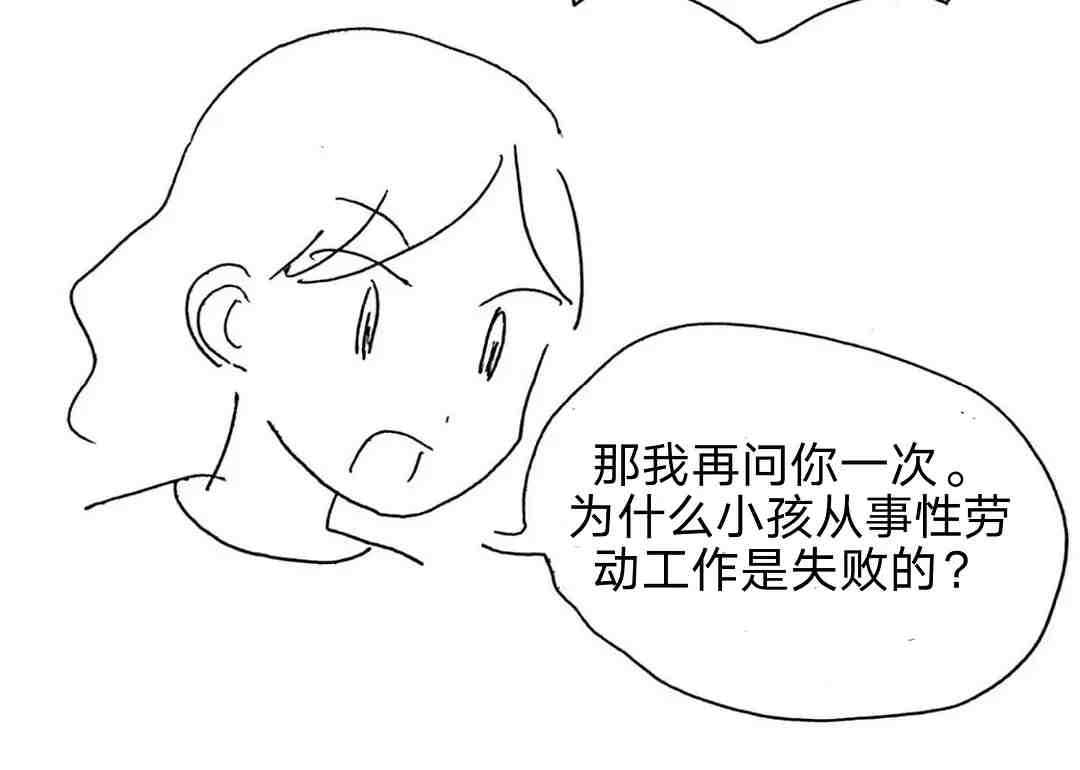 那我再问你一次。
为什么小孩从事性劳
动工作是失败的？